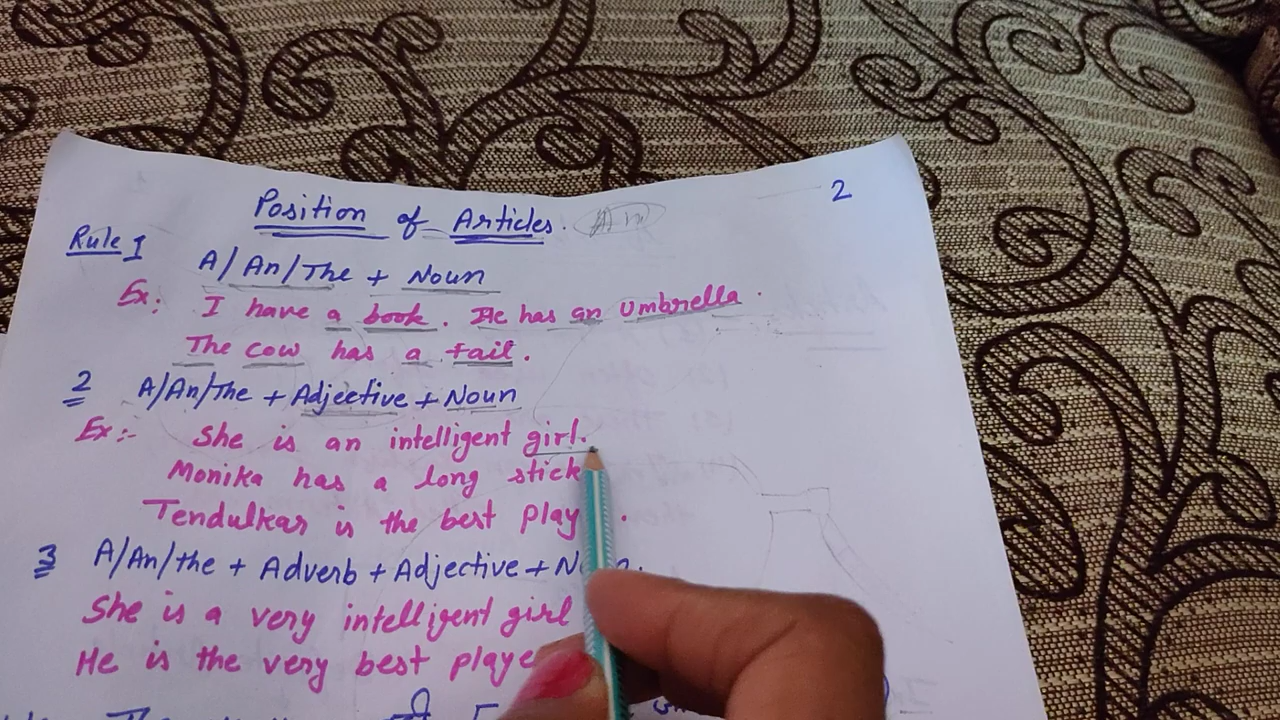 2
Position of Articles.
Rule 1
A/An/The + Noun
Ex: I have a book. He has an Umbrella.
The cow has a tail.
2 A/An/The + Adjective + Noun
Ex:- She is an intelligent girl.
Monika has a long stick
Tendulkar is the best play .
3 A/An/the + Adverb + Adjective + N n.
She is a very intelligent girl
He is the very best playe